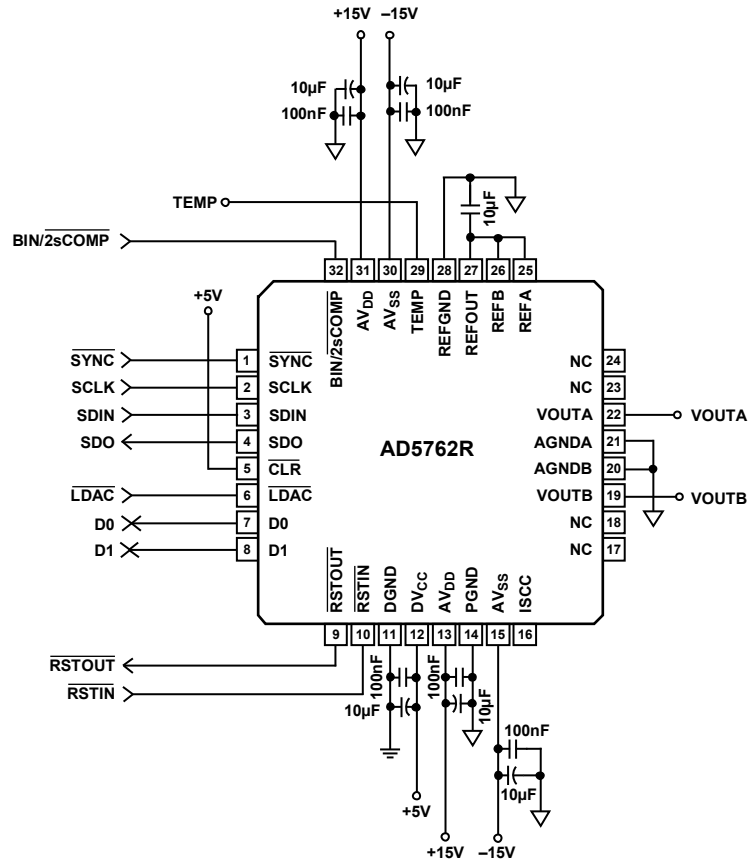 +15V –15V
10µF 10µF
100nF 100nF
TEMP
10µF
BIN/2sCOMP
32 31 30 29 28 27 26 25
+5V
BIN/2sCOMP
AVDD
AVSS
TEMP
REFGND
REFOUT
REFB
REFA
SYNC 1 SYNC
SCLK 2 SCLK
SDIN 3 SDIN
SDO 4 SDO
5 CLR
LDAC 6 LDAC
D0 7 D0
D1 8 D1
AD5762R
NC 24
NC 23
VOUTA 22 VOUTA
AGNDA 21
AGNDB 20
VOUTB 19 VOUTB
NC 18
NC 17
RSTOUT
RSTIN
DGND
DVCC
AVDD
PGND
AVSS
ISCC
9 10 11 12 13 14 15 16
RSTOUT
RSTIN
100nF
10µF
100nF
10µF
100nF
10µF
+5V
+15V –15V